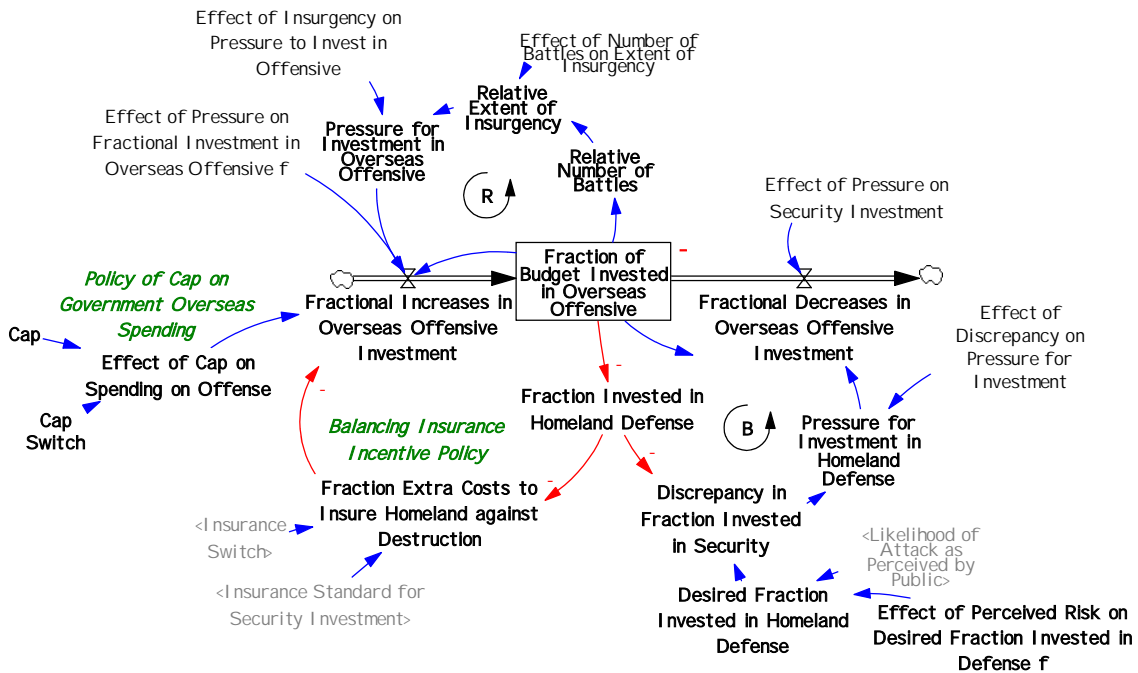 Effect of Insurgency on
Pressure to Invest in
Offensive
Effect of Number of
Battles on Extent of
Insurgency
Relative
Extent of
Insurgency
Effect of Pressure on
Fractional Investment in
Overseas Offensive f
Pressure for
Investment in
Overseas
Offensive
Relative
Number of
Battles
R
Effect of Pressure on
Security Investment
-
Fraction of
Budget Invested
in Overseas
Offensive
Policy of Cap on
Government Overseas
Spending
Fractional Increases in
Overseas Offensive
Investment
Fractional Decreases in
Overseas Offensive
Investment
Effect of
Discrepancy on
Pressure for
Investment
Cap
Effect of Cap on
Spending on Offense
Cap
Switch
-
-
Fraction Invested in
Homeland Defense
Balancing Insurance
Incentive Policy
B
Pressure for
Investment in
Homeland
Defense
-
-
Fraction Extra Costs to
Insure Homeland against
Destruction
Discrepancy in
Fraction Invested
in Security
<Insurance
Switch>
<Insurance Standard for
Security Investment>
<Likelihood of
Attack as
Perceived by
Public>
Desired Fraction
Invested in Homeland
Defense
Effect of Perceived Risk on
Desired Fraction Invested in
Defense f